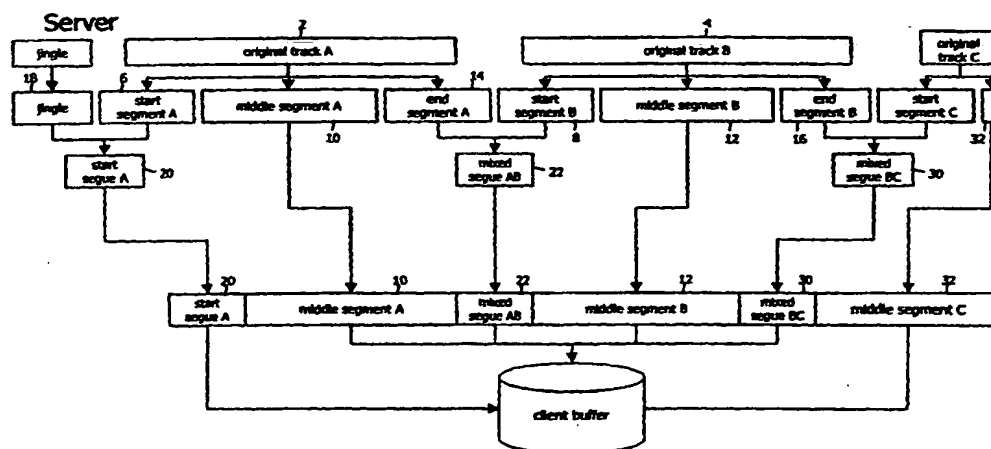 Server
2
4
jingle
original track A
original track B
original
track C
18
6
14
jingle
start
segment A
middle segment A
end
segment A
start
segment B
middle segment B
end
segment B
start
segment C
10
8
12
16
32
start
segue A
20
mixed
segue AB
22
mixed
segue BC
30
20
10
22
12
30
32
start
segue A
middle segment A
mixed
segue AB
middle segment B
mixed
segue BC
middle segment C
client buffer